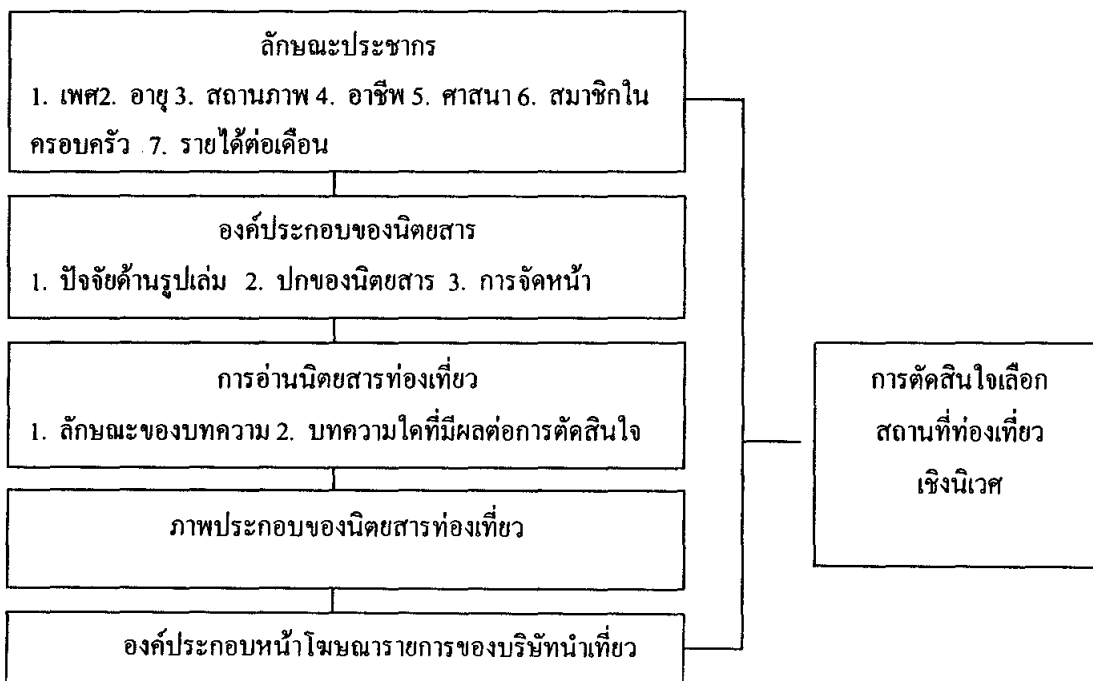 ลักษณะประชากร
1. เพศ2. อายุ 3. สถานภาพ 4. อาชีพ 5. ศาสนา 6. สมาชิกใน
ครอบครัว 7. รายได้ต่อเดือน
องค์ประกอบของนิตยสาร
1. ปัจจัยด้านรูปเล่ม 2. ปกของนิตยสาร 3. การจัดหน้า
การอ่านนิตยสารท่องเที่ยว
1. ลักษณะของบทความ 2. บทความใดที่มีผลต่อการตัดสินใจ
ภาพประกอบของนิตยสารท่องเที่ยว
องค์ประกอบหน้าโฆษณารายการของบริษัทนำเที่ยว
การตัดสินใจเลือก
สถานที่ท่องเที่ยว
เชิงนิเวศ